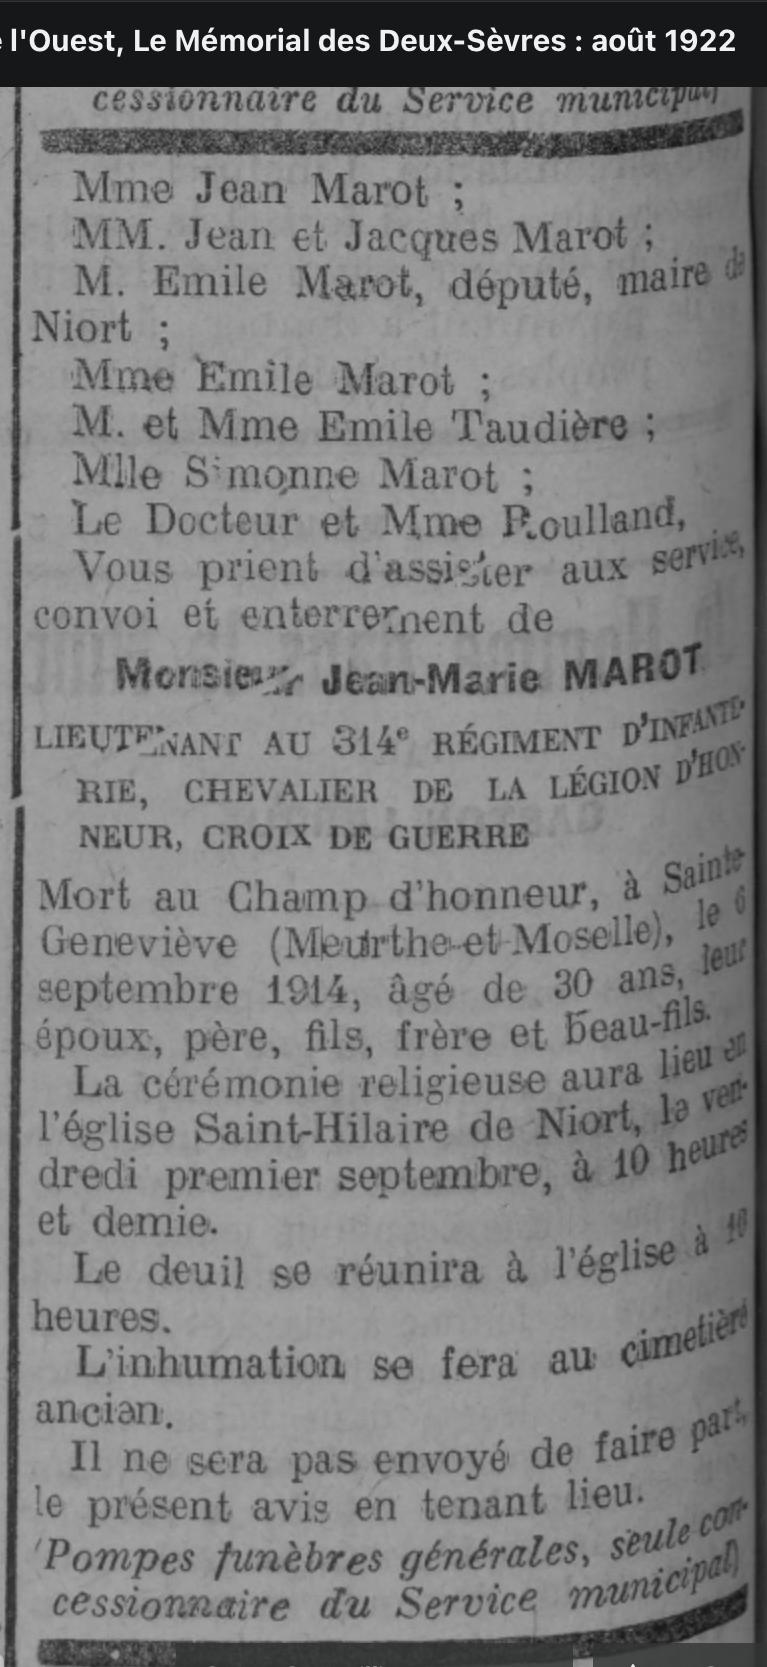 l'Ouest, Le Mémorial des Deux-Sèvres : août 1922
cessionnaire du Service municipal)
Mme Jean Marot ;
MM. Jean et Jacques Marot ;
M. Emile Marot, député, maire de
Niort ;
Mme Emile Marot ;
M. et Mme Emile Taudière ;
Mlle Simonne Marot ;
Le Docteur et Mme Roulland,
Vous prient d'assister aux service,
convoi et enterrement de
Monsieur Jean-Marie MAROT
LIEUTENANT AU 314e RÉGIMENT D'INFANTE-
RIE, CHEVALIER DE LA LÉGION D'HON-
NEUR, CROIX DE GUERRE
Mort au Champ d'honneur, à Sainte-
Geneviève (Meurthe-et-Moselle), le 6
septembre 1914, âgé de 30 ans, leur
époux, père, fils, frère et beau-fils.
La cérémonie religieuse aura lieu en
l'église Saint-Hilaire de Niort, le ven-
dredi premier septembre, à 10 heures
et demie.
Le deuil se réunira à l'église à 10
heures.
L'inhumation se fera au cimetière
ancian.
Il ne sera pas envoyé de faire part,
le présent avis en tenant lieu.
(Pompes funèbres générales, seule con-
cessionnaire du Service municipal)